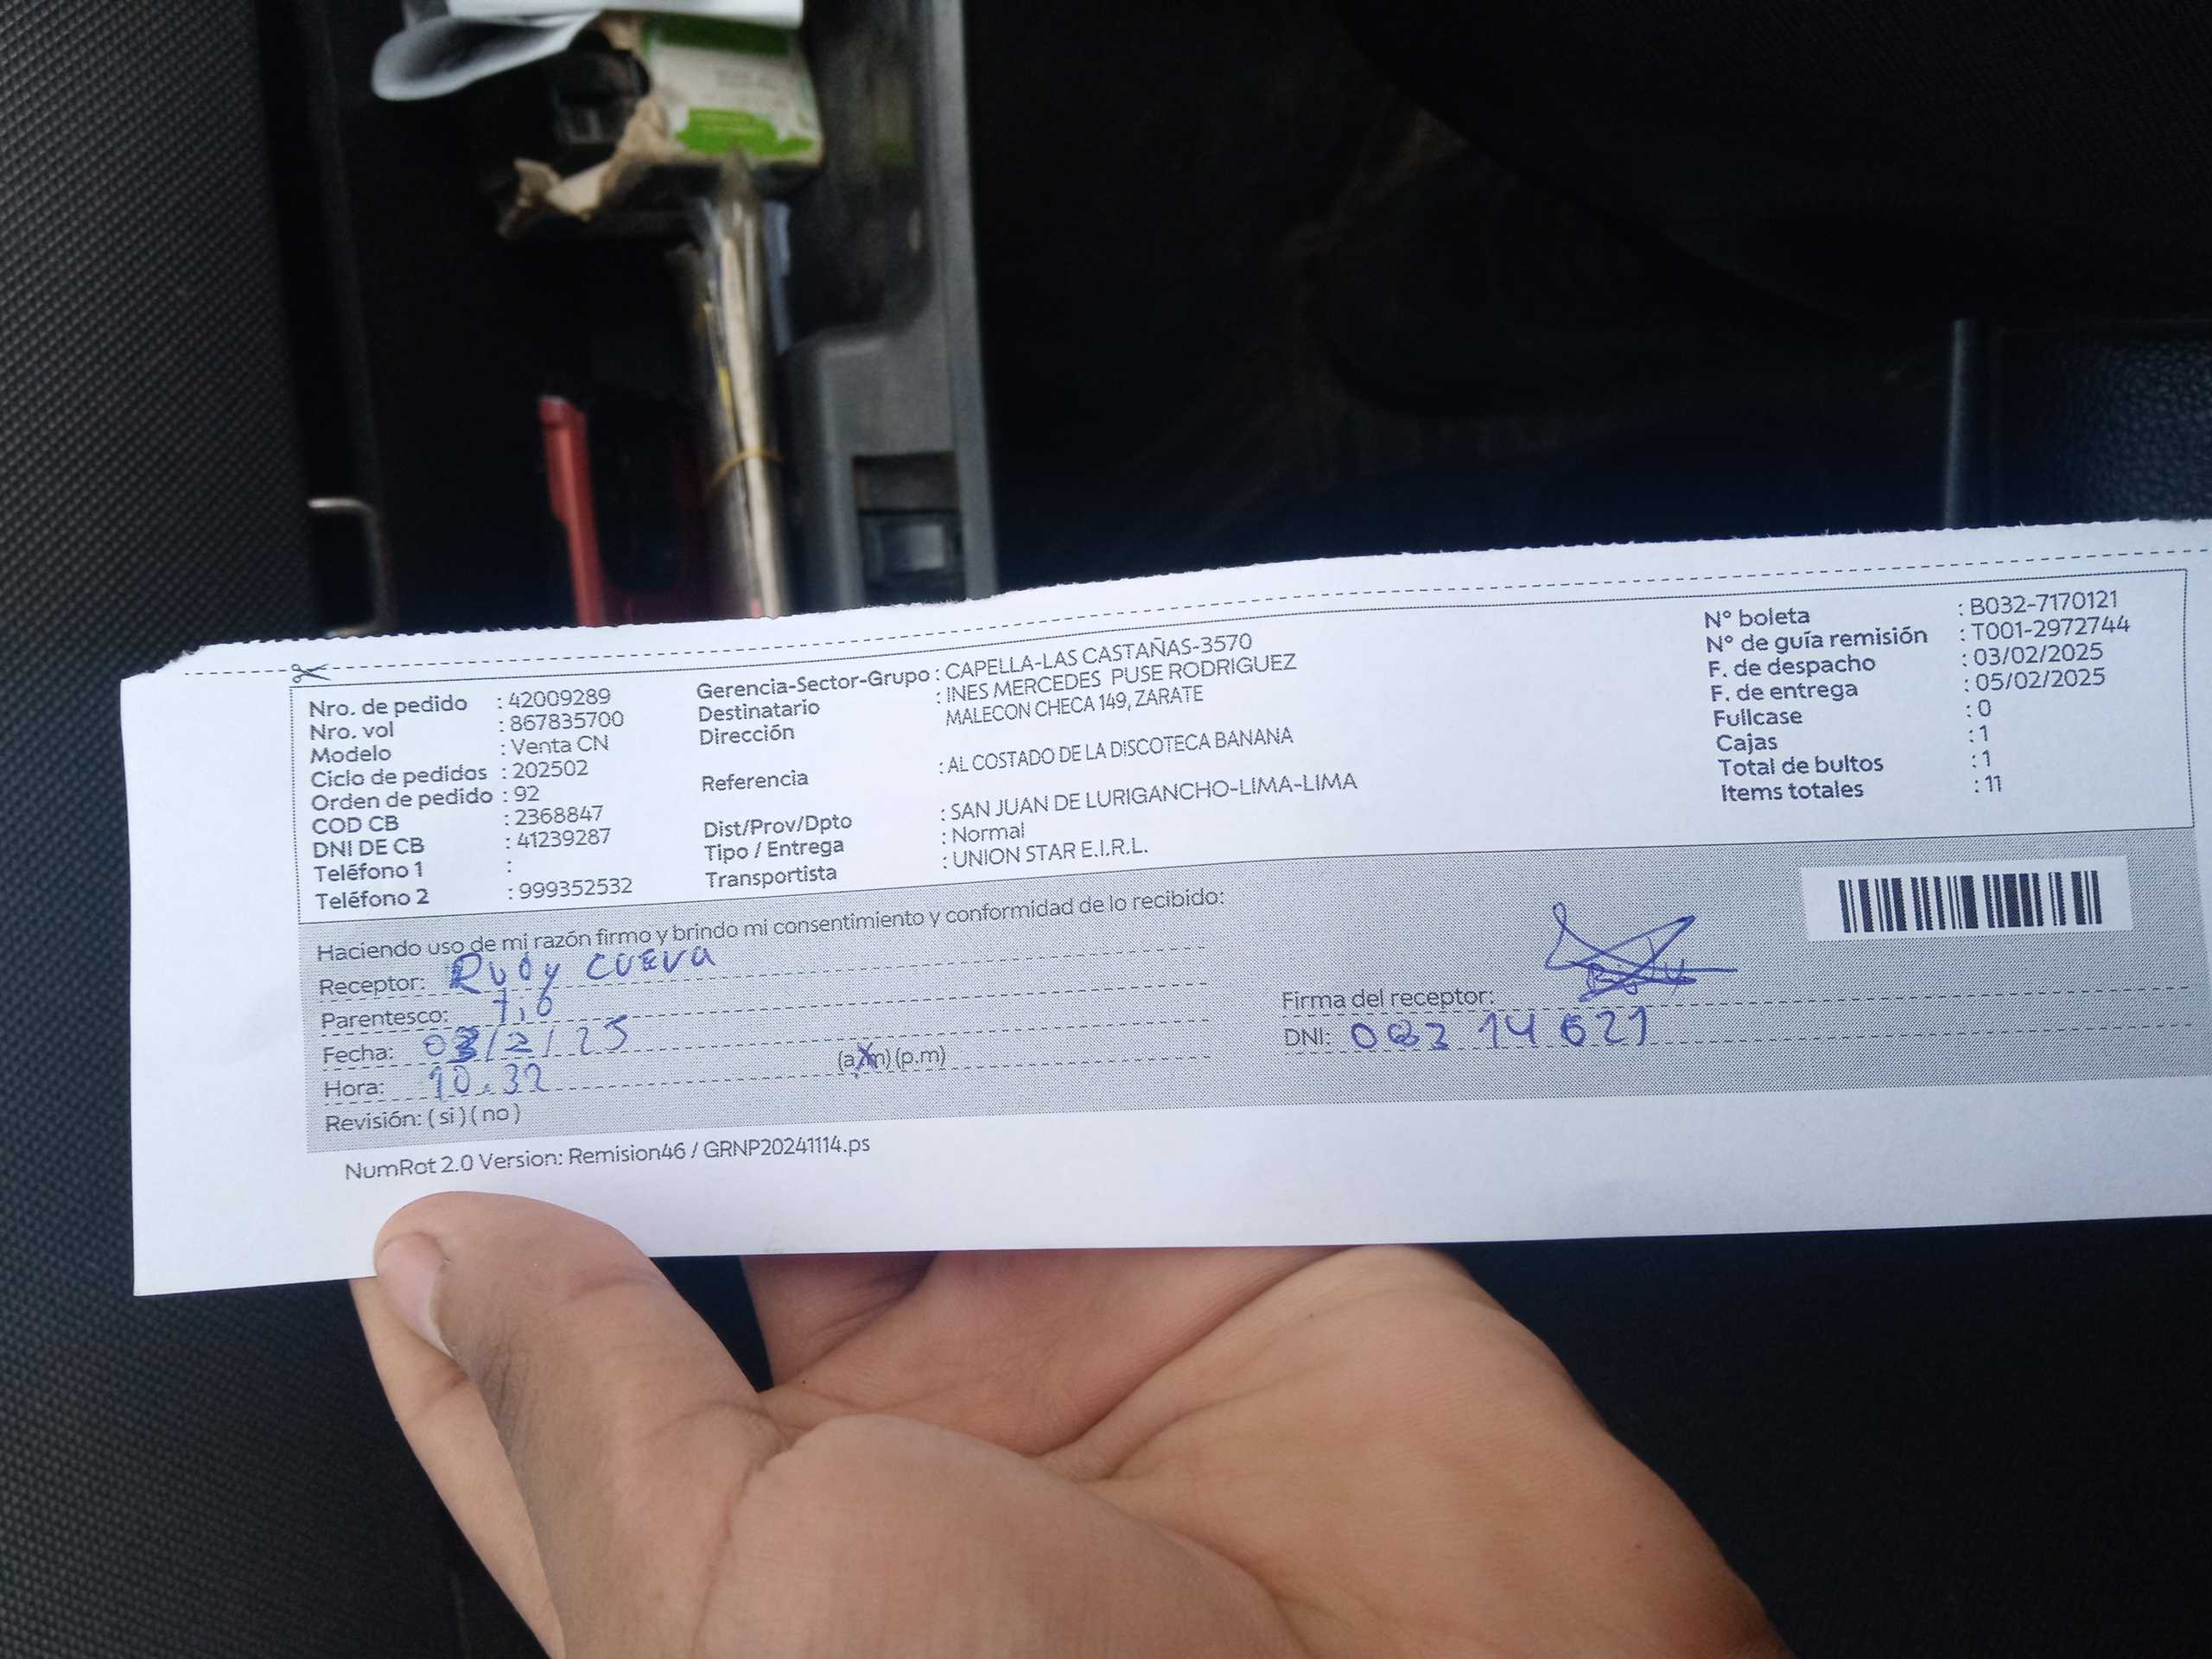 Nro. de pedido : 42009289
Nro. vol : 867835700
Modelo : Venta CN
Ciclo de pedidos : 202502
Orden de pedido : 92
COD CB : 2368847
DNI DE CB : 41239287
Teléfono 1 :
Teléfono 2 : 999352532
Gerencia-Sector-Grupo : CAPELLA-LAS CASTAÑAS-3570
Destinatario : INES MERCEDES PUSE RODRIGUEZ
Dirección MALECON CHECA 149, ZARATE
Referencia : AL COSTADO DE LA DISCOTECA BANANA
Dist/Prov/Dpto : SAN JUAN DE LURIGANCHO-LIMA-LIMA
Tipo / Entrega : Normal
Transportista : UNION STAR E.I.R.L.
N° boleta : B032-7170121
N° de guía remisión : T001-2972744
F. de despacho : 03/02/2025
F. de entrega : 05/02/2025
Fullcase : 0
Cajas : 1
Total de bultos : 1
Items totales : 11
Haciendo uso de mi razón firmo y brindo mi consentimiento y conformidad de lo recibido:
Receptor: Rudy CUEVA
Parentesco: tio
Fecha: /2/25
Hora: 10.32 (a.m) (p.m)
Revisión: ( si ) ( no )
Firma del receptor:
DNI:
NumRot 2.0 Version: Remision46 / GRNP20241114.ps